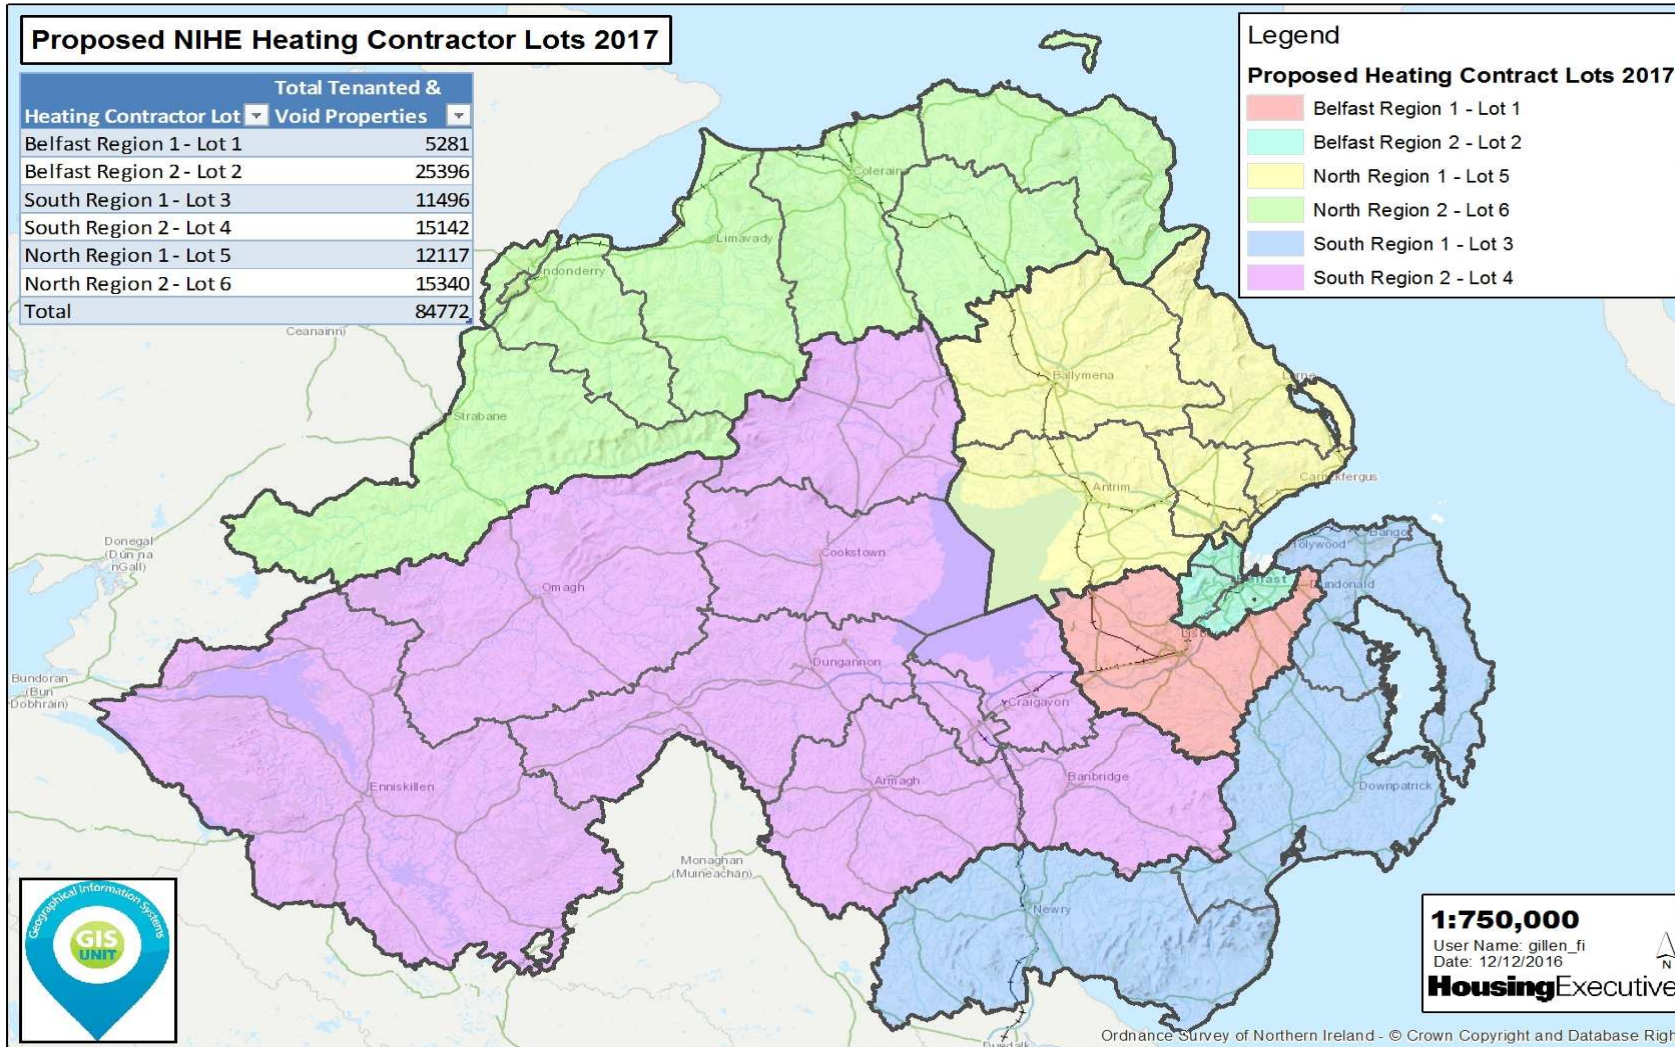 Proposed NIHE Heating Contractor Lots 2017
Total Tenanted &
Heating Contractor Lot Void Properties
Belfast Region 1 - Lot 1 5281
Belfast Region 2 - Lot 2 25396
South Region 1 - Lot 3 11496
South Region 2 - Lot 4 15142
North Region 1 - Lot 5 12117
North Region 2 - Lot 6 15340
Total 84772
Legend
Proposed Heating Contract Lots 2017
Belfast Region 1 - Lot 1
Belfast Region 2 - Lot 2
North Region 1 - Lot 5
North Region 2 - Lot 6
South Region 1 - Lot 3
South Region 2 - Lot 4
Coleraine
Limavady
Londonderry
Ceanainn)
Ballymena
Larne
Strabane
Carrickfergus
Antrim
Donegal
(Dún na
nGall)
Cookstown
Holywood
Bangor
Belfast
Dundonald
Omagh
Dungannon
Bundoran
(Bun
Dobhráin)
Craigavon
Enniskillen
Armagh
Banbridge
Downpatrick
Monaghan
(Muineachán)
Newry
Dundalk
Geographical Information Systems
GIS
UNIT
1:750,000
User Name: gillen_fi
Date: 12/12/2016
N
HousingExecutive
Ordnance Survey of Northern Ireland - © Crown Copyright and Database Righ